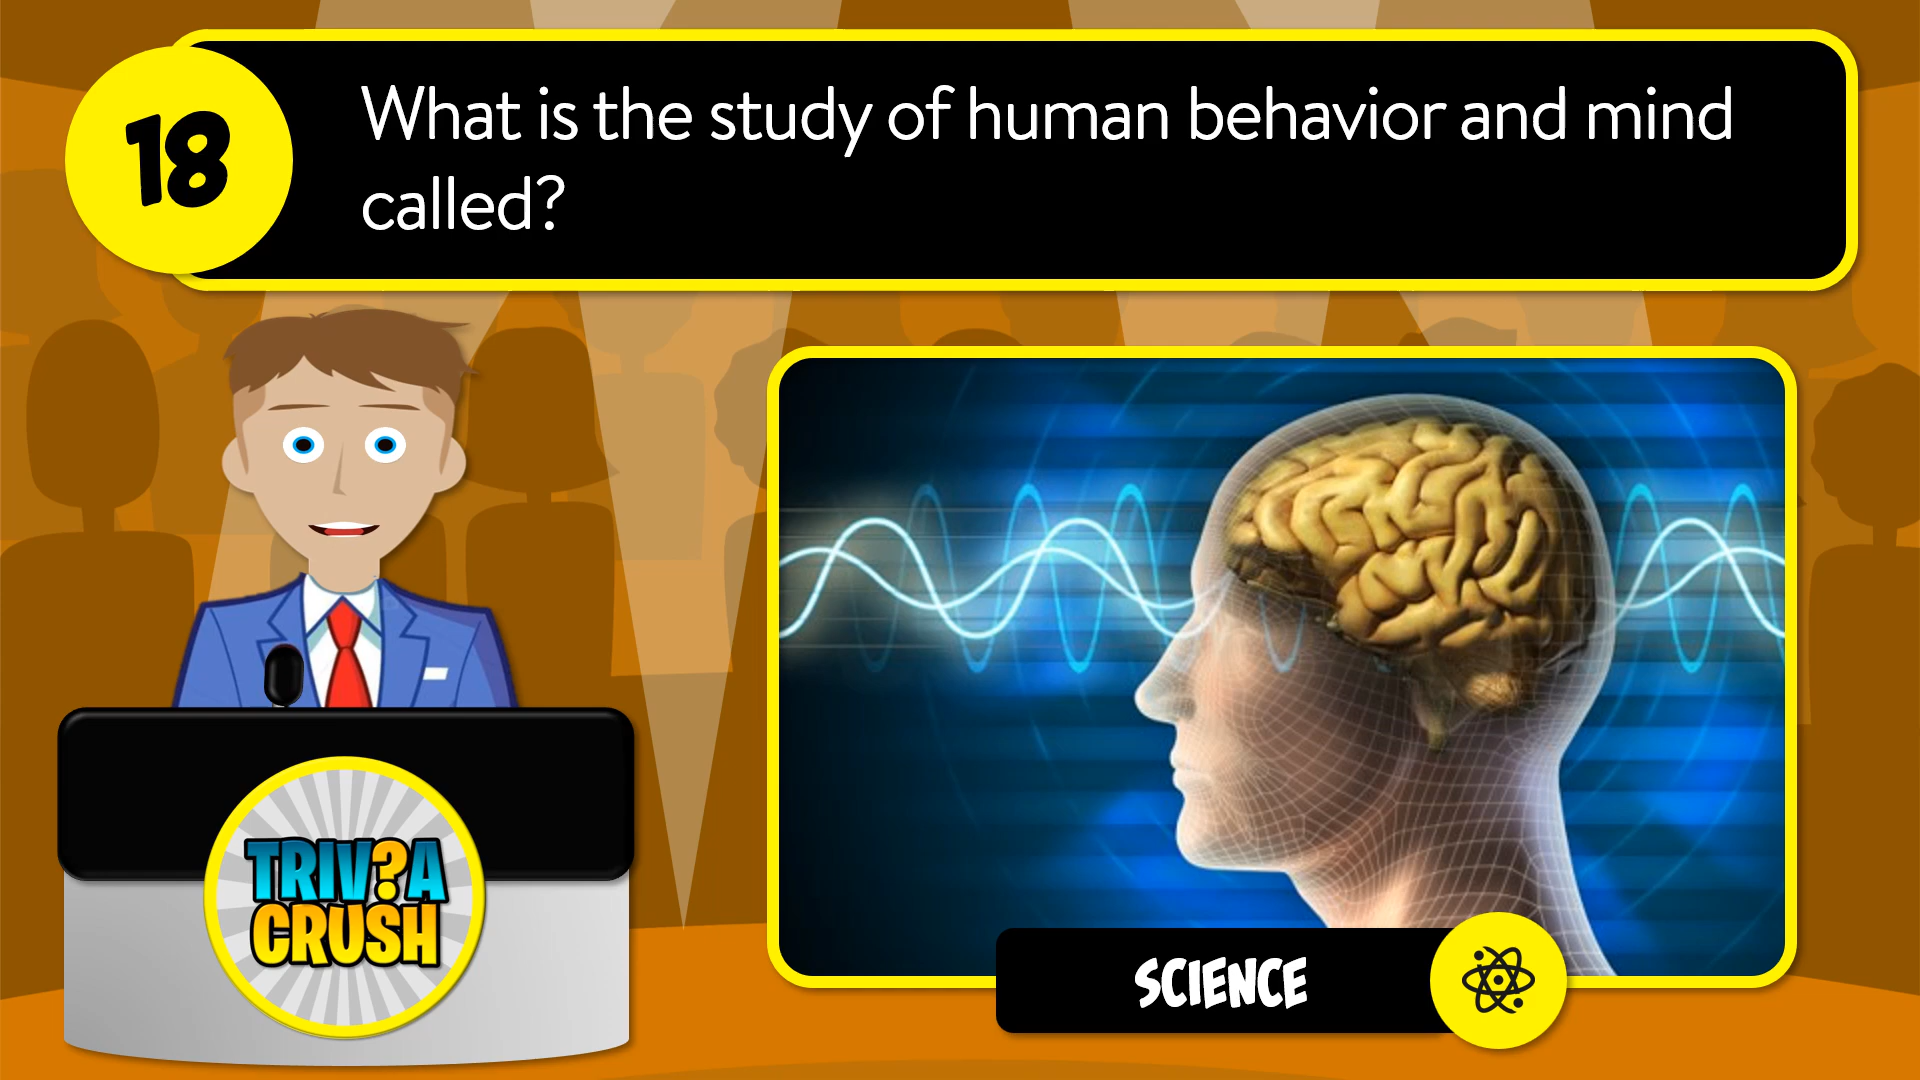 18
What is the study of human behavior and mind
called?
TRIV?A
CRUSH
SCIENCE